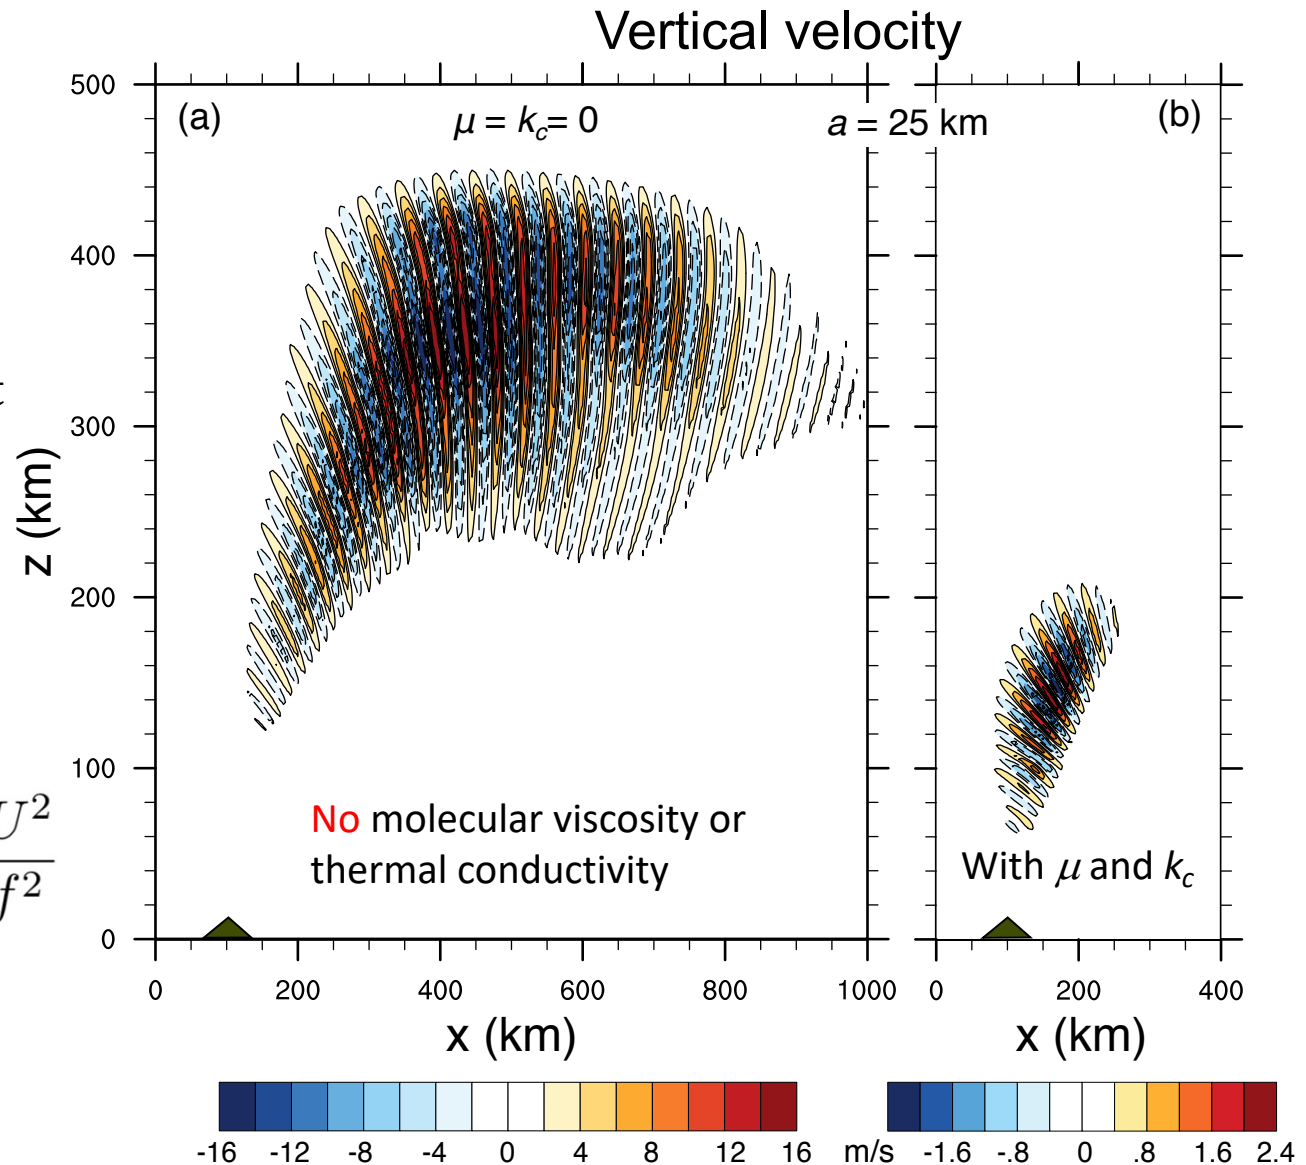 Vertical velocity
(a)
μ = k_c = 0
a = 25 km
(b)
500
400
300
200
100
0
z (km)
U²
f²
No molecular viscosity or
thermal conductivity
With μ and k_c
0 200 400 600 800 1000
0 200 400
x (km)
x (km)
-16 -12 -8 -4 0 4 8 12 16
m/s
-1.6 -.8 0 .8 1.6 2.4